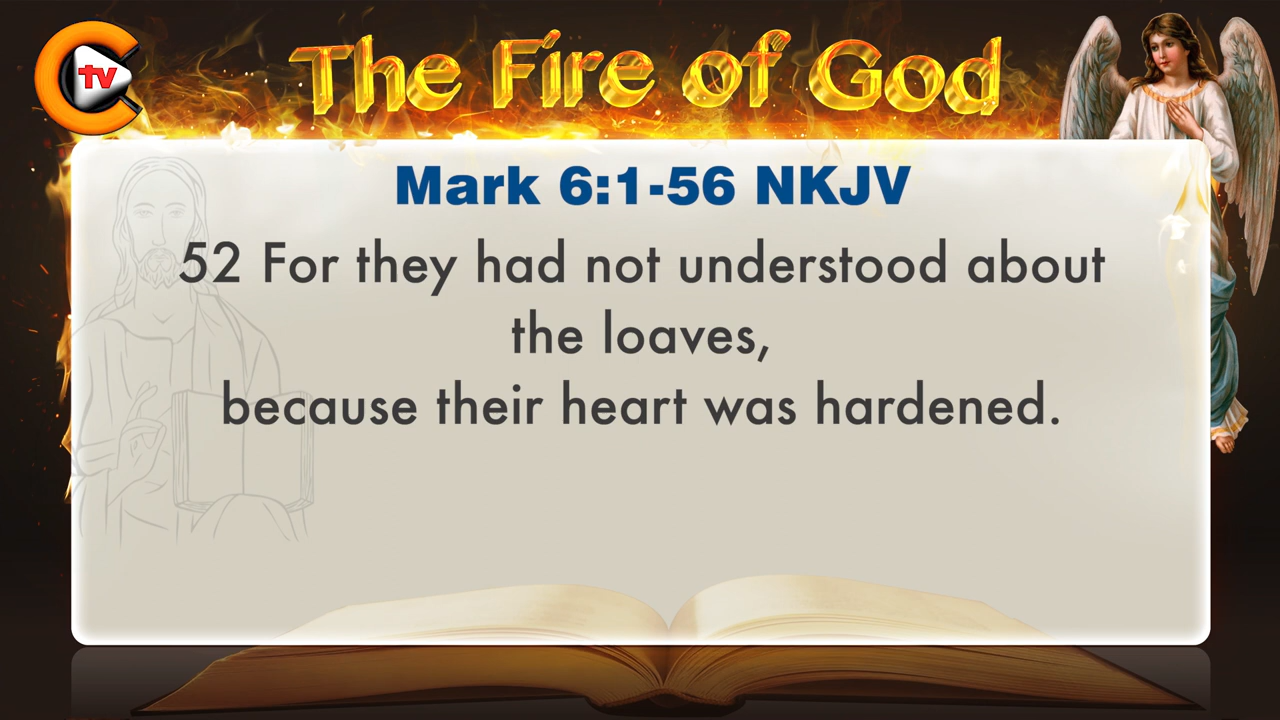 C
tv
The Fire of God
Mark 6:1-56 NKJV
52 For they had not understood about
the loaves,
because their heart was hardened.